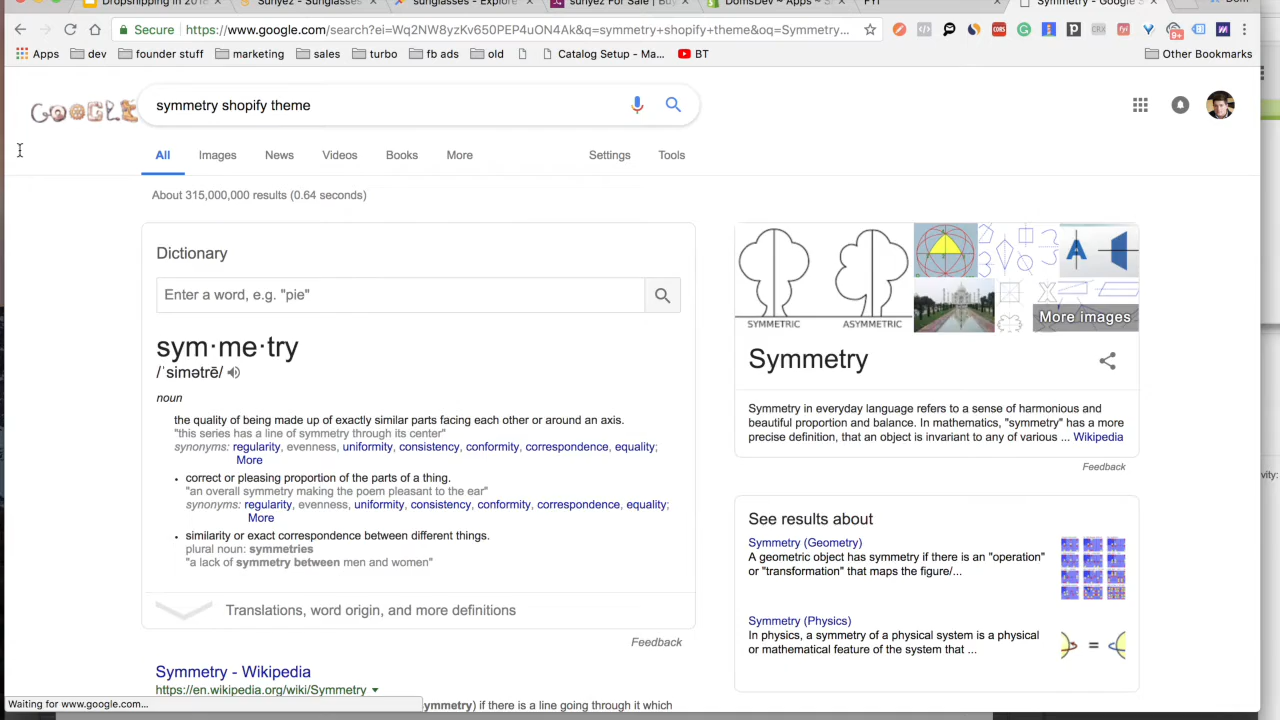 Dropshipping in 2018
Sunyez - Sunglasses
sunglasses - Explore
sunyez For Sale | Buy
DomsDev ~ Apps ~ S
FYI
Symmetry - Google S
Secure
https://www.google.com/search?ei=Wq2NW8yzKu650PEP4uON4Ak&q=symmetry+shopify+theme&oq=Symmetry...
Apps
dev
founder stuff
marketing
sales
turbo
fb ads
old
Catalog Setup - Ma...
BT
Other Bookmarks
GOOGLE
symmetry shopify theme
All
Images
News
Videos
Books
More
Settings
Tools
About 315,000,000 results (0.64 seconds)
Dictionary
Enter a word, e.g. "pie"
sym·me·try
/ˈsimətrē/
noun
the quality of being made up of exactly similar parts facing each other or around an axis.
"this series has a line of symmetry through its center"
synonyms: regularity, evenness, uniformity, consistency, conformity, correspondence, equality;
More
• correct or pleasing proportion of the parts of a thing.
"an overall symmetry making the poem pleasant to the ear"
synonyms: regularity, evenness, uniformity, consistency, conformity, correspondence, equality;
More
• similarity or exact correspondence between different things.
plural noun: symmetries
"a lack of symmetry between men and women"
Translations, word origin, and more definitions
Feedback
Symmetry - Wikipedia
https://en.wikipedia.org/wiki/Symmetry
symmetry) if there is a line going through it which
SYMMETRIC
ASYMMETRIC
A
More images
Symmetry
Symmetry in everyday language refers to a sense of harmonious and
beautiful proportion and balance. In mathematics, "symmetry" has a more
precise definition, that an object is invariant to any of various ... Wikipedia
Feedback
See results about
Symmetry (Geometry)
A geometric object has symmetry if there is an "operation"
or "transformation" that maps the figure/...
Symmetry (Physics)
In physics, a symmetry of a physical system is a physical
or mathematical feature of the system that ...
vity:
Waiting for www.google.com...